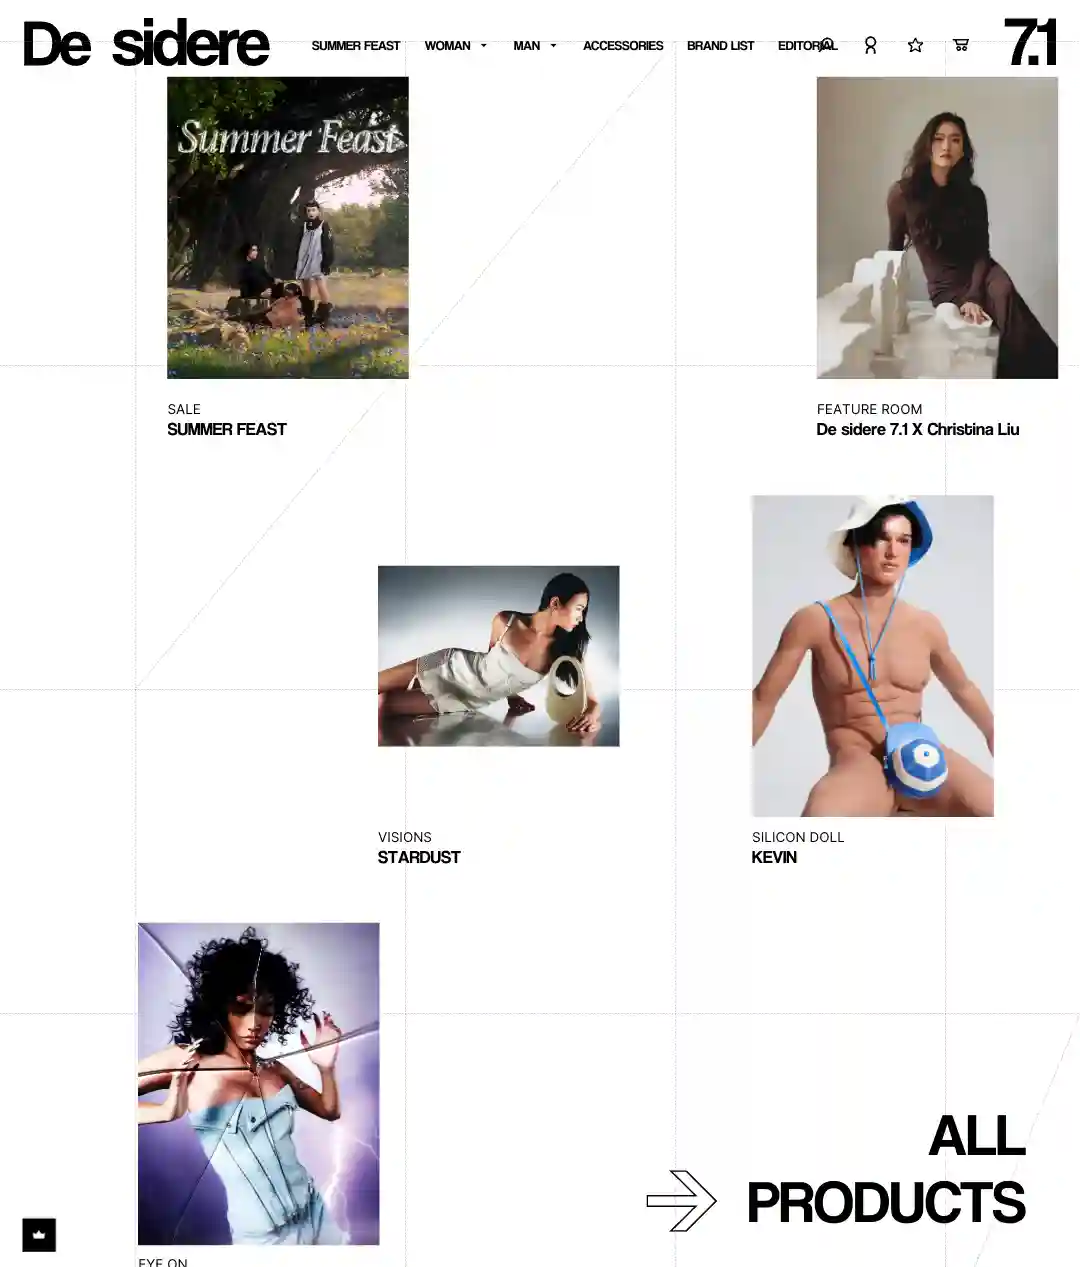 De sidere
SUMMER FEAST
WOMAN
MAN
ACCESSORIES
BRAND LIST
EDITORIAL
7.1
Summer Feast
SALE
SUMMER FEAST
FEATURE ROOM
De sidere 7.1 X Christina Liu
VISIONS
STARDUST
SILICON DOLL
KEVIN
EYE ON
ALL
PRODUCTS